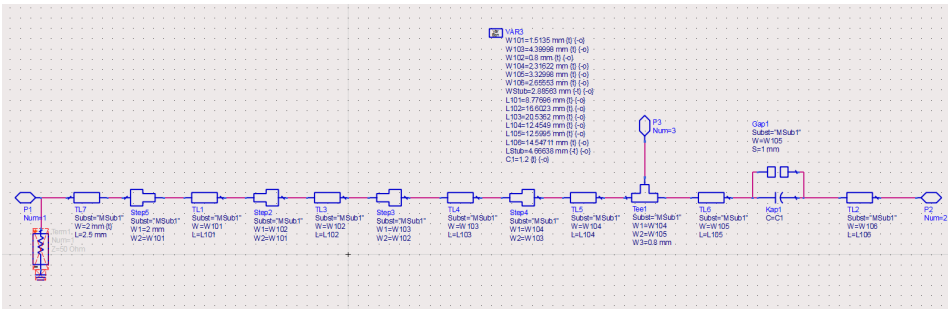 VAR3
W101=1.5135 mm {t} {-o}
W103=4.39998 mm {t} {-o}
W102=0.8 mm {t} {-o}
W104=2.31622 mm {t} {-o}
W105=3.32998 mm {t} {-o}
W106=2.65553 mm {t} {-o}
WStub=2.88563 mm {-t} {-o}
L101=8.77696 mm {t} {-o}
L102=16.6023 mm {t} {-o}
L103=20.5362 mm {t} {-o}
L104=12.4549 mm {t} {-o}
L105=12.5995 mm {t} {-o}
L106=14.54711 mm {t} {-o}
LStub=4.66638 mm {-t} {-o}
C1=1.2 {t} {-o}
P3
Num=3
Gap1
Subst="MSub1"
W=W105
S=1 mm
P1
Num=1
TL7
Subst="MSub1"
W=2 mm {t}
L=2.5 mm
Step5
Subst="MSub1"
W1=2 mm
W2=W101
TL1
Subst="MSub1"
W=W101
L=L101
Step2
Subst="MSub1"
W1=W102
W2=W101
TL3
Subst="MSub1"
W=W102
L=L102
Step3
Subst="MSub1"
W1=W103
W2=W102
TL4
Subst="MSub1"
W=W103
L=L103
Step4
Subst="MSub1"
W1=W104
W2=W103
TL5
Subst="MSub1"
W=W104
L=L104
Tee1
Subst="MSub1"
W1=W104
W2=W105
W3=0.8 mm
TL6
Subst="MSub1"
W=W105
L=L105
Kap1
C=C1
TL2
Subst="MSub1"
W=W106
L=L106
P2
Num=2